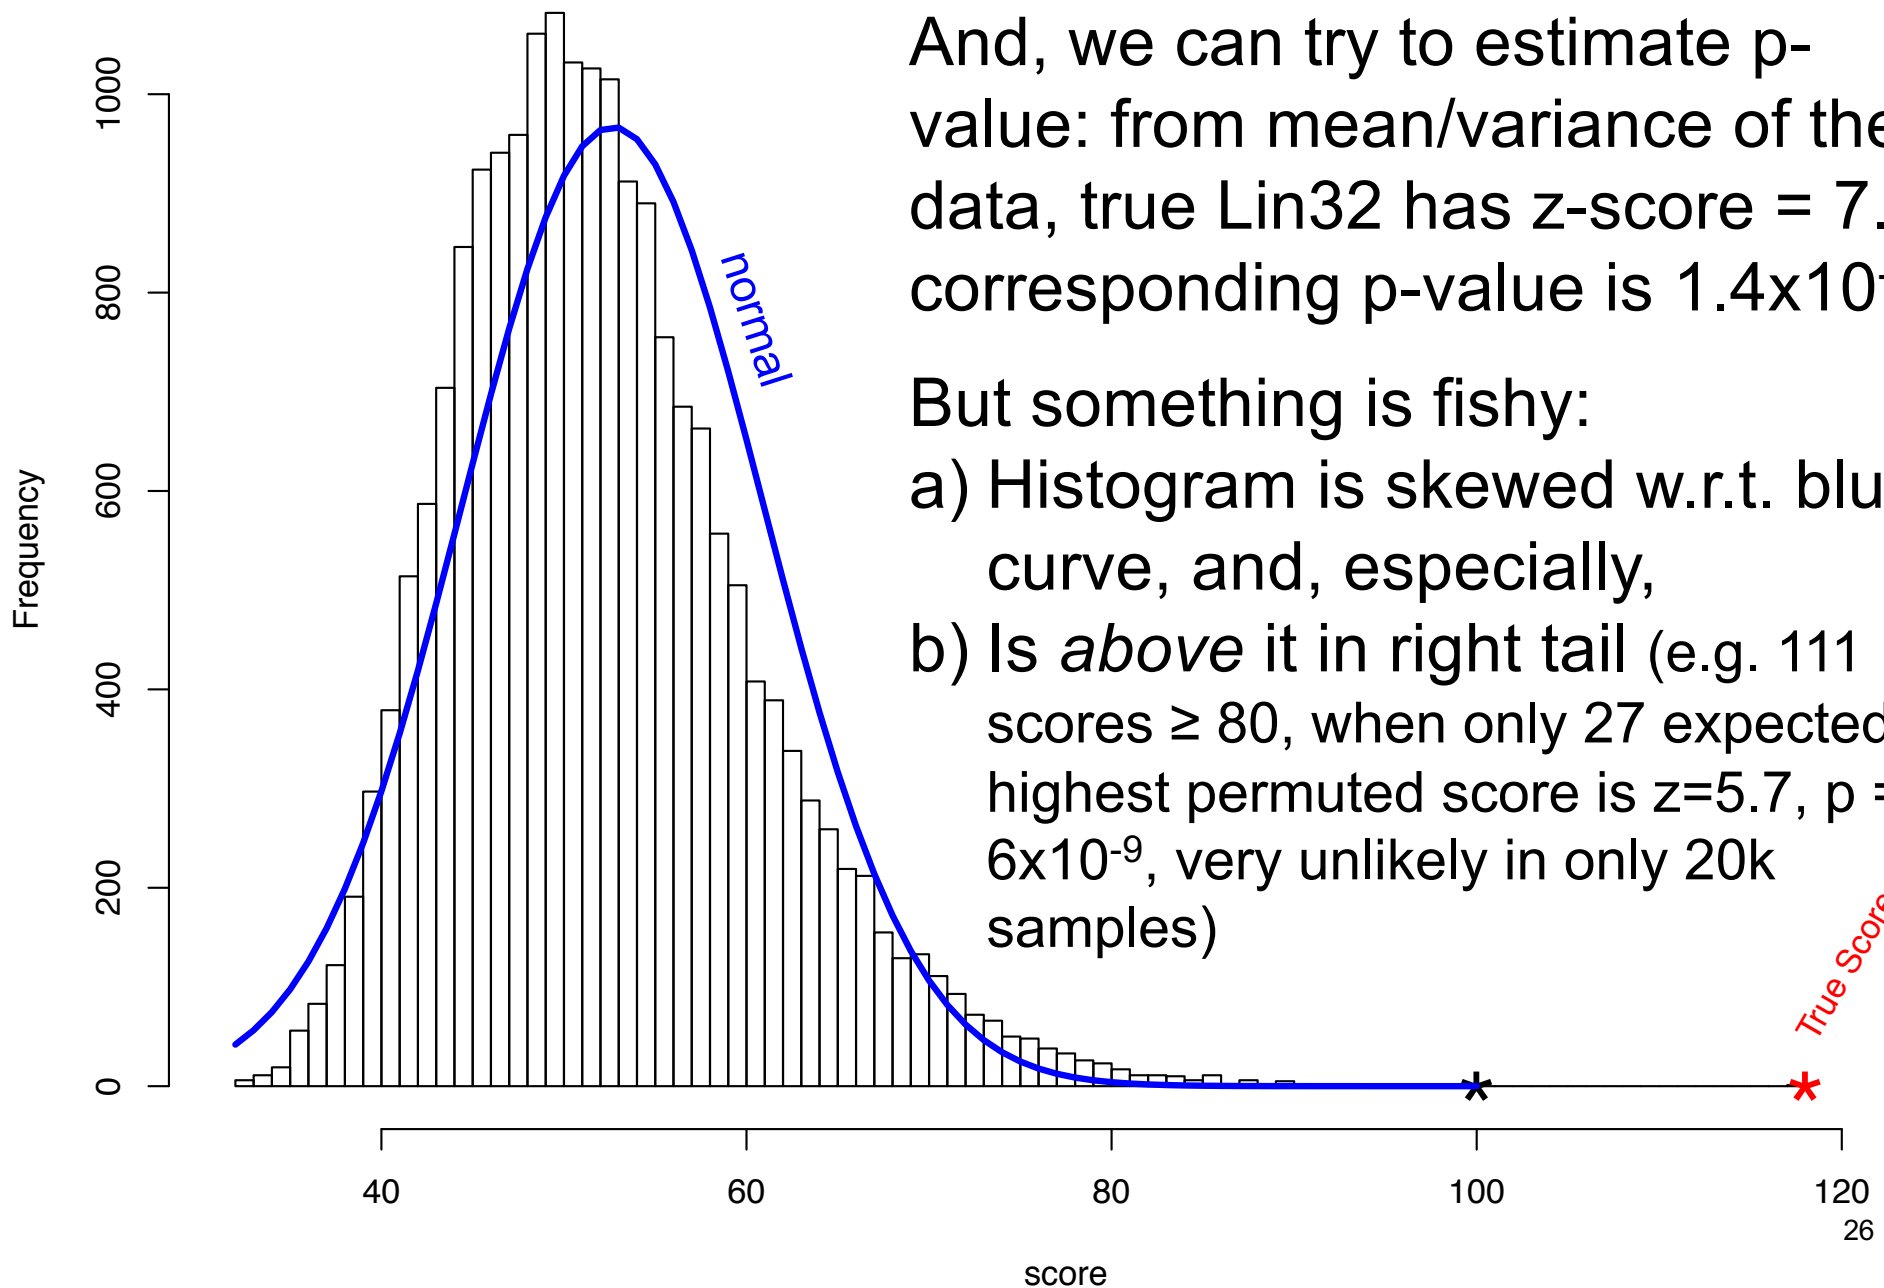 And, we can try to estimate p-
value: from mean/variance of the
data, true Lin32 has z-score = 7.
corresponding p-value is 1.4x10
But something is fishy:
a) Histogram is skewed w.r.t. blu
curve, and, especially,
b) Is above it in right tail (e.g. 111
scores ≥ 80, when only 27 expected
highest permuted score is z=5.7, p =
6x10⁻⁹, very unlikely in only 20k
samples)
normal
True Score
*
*
Frequency
0
200
400
600
800
1000
40
60
80
100
120
score
26